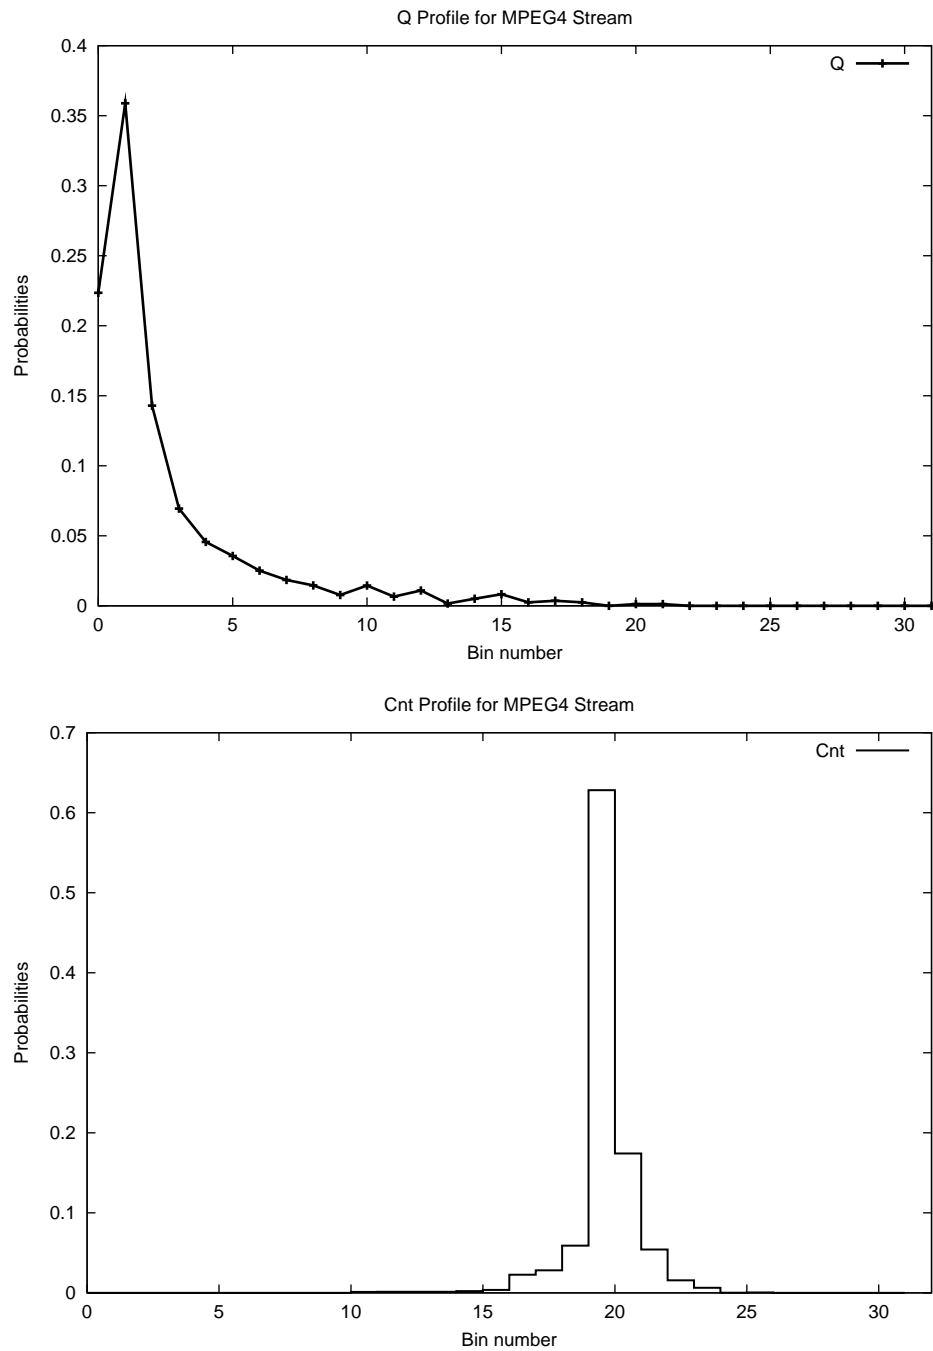 Q Profile for MPEG4 Stream
0.4
Q
0.35
0.3
0.25
0.2
0.15
0.1
0.05
0
Probabilities
0 5 10 15 20 25 30
Bin number
Cnt Profile for MPEG4 Stream
0.7
Cnt
0.6
0.5
0.4
0.3
0.2
0.1
0
Probabilities
0 5 10 15 20 25 30
Bin number